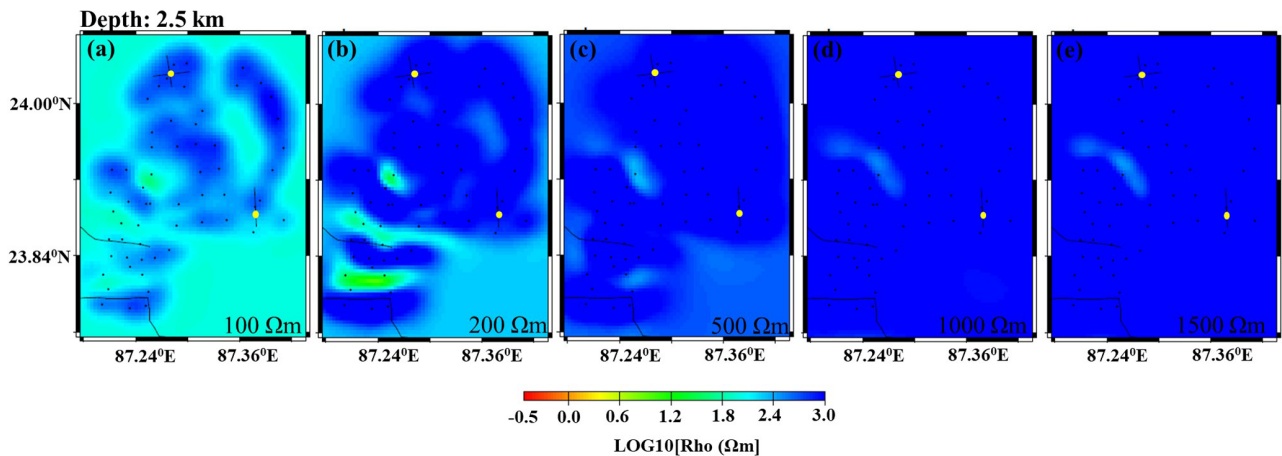 Depth: 2.5 km
(a) (b) (c) (d) (e)
24.00⁰N
23.84⁰N
100 Ωm 200 Ωm 500 Ωm 1000 Ωm 1500 Ωm
87.24⁰E 87.36⁰E 87.24⁰E 87.36⁰E 87.24⁰E 87.36⁰E 87.24⁰E 87.36⁰E 87.24⁰E 87.36⁰E
-0.5 0.0 0.6 1.2 1.8 2.4 3.0
LOG10[Rho (Ωm]